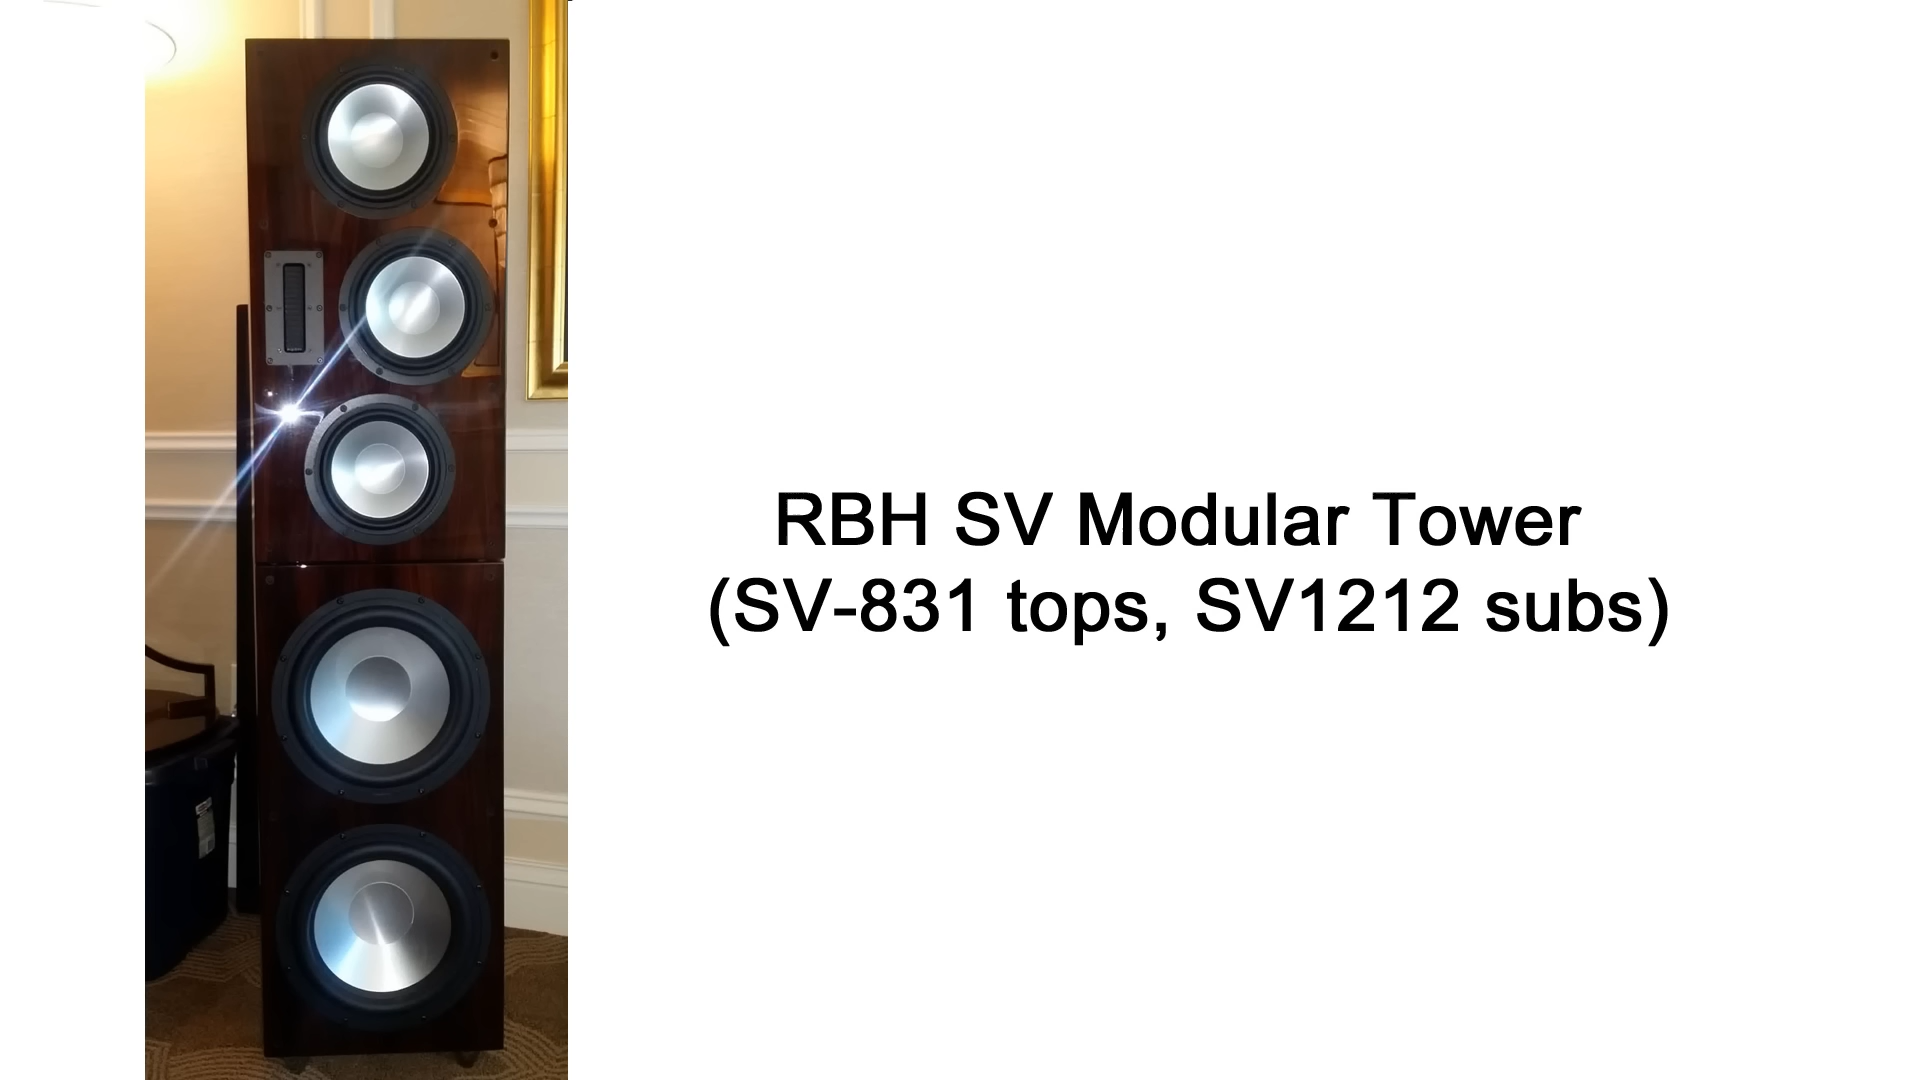 RBH SV Modular Tower
(SV-831 tops, SV1212 subs)